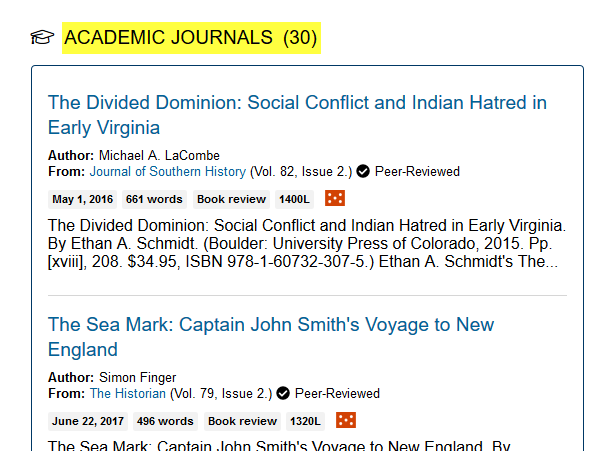 ACADEMIC JOURNALS (30)
The Divided Dominion: Social Conflict and Indian Hatred in
Early Virginia
Author: Michael A. LaCombe
From: Journal of Southern History (Vol. 82, Issue 2.) Peer-Reviewed
May 1, 2016 661 words Book review 1400L
The Divided Dominion: Social Conflict and Indian Hatred in Early Virginia.
By Ethan A. Schmidt. (Boulder: University Press of Colorado, 2015. Pp.
[xviii], 208. $34.95, ISBN 978-1-60732-307-5.) Ethan A. Schmidt's The...
The Sea Mark: Captain John Smith's Voyage to New
England
Author: Simon Finger
From: The Historian (Vol. 79, Issue 2.) Peer-Reviewed
June 22, 2017 496 words Book review 1320L
The Sea Mark: Captain John Smith's Voyage to New England. By